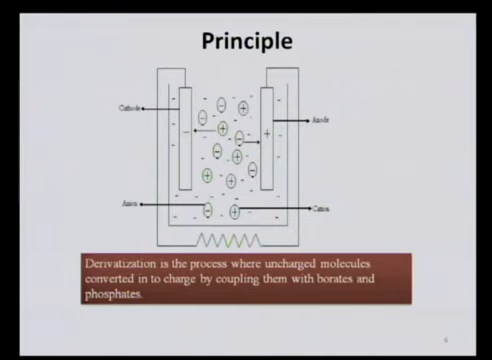 Principle
Cathode
Anode
Anion
Cation
Derivatization is the process where uncharged molecules
converted in to charge by coupling them with borates and
phosphates.
6